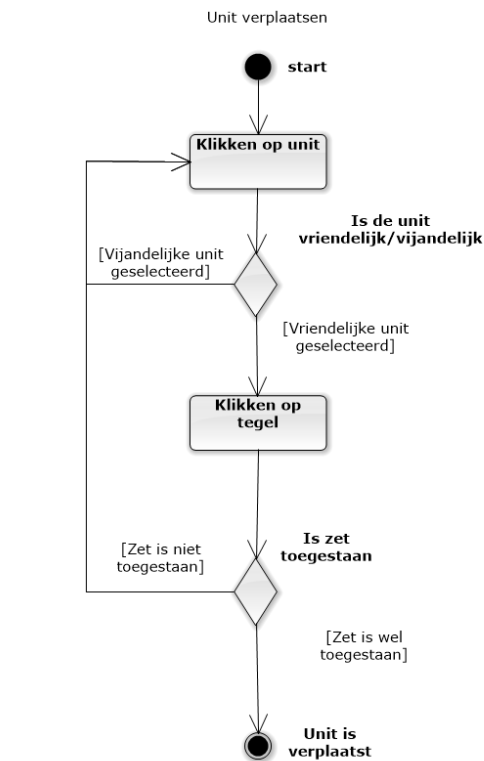 Unit verplaatsen
start
Klikken op unit
Is de unit
vriendelijk/vijandelijk
[Vijandelijke unit
geselecteerd]
[Vriendelijke unit
geselecteerd]
Klikken op
tegel
Is zet
toegestaan
[Zet is niet
toegestaan]
[Zet is wel
toegestaan]
Unit is
verplaatst